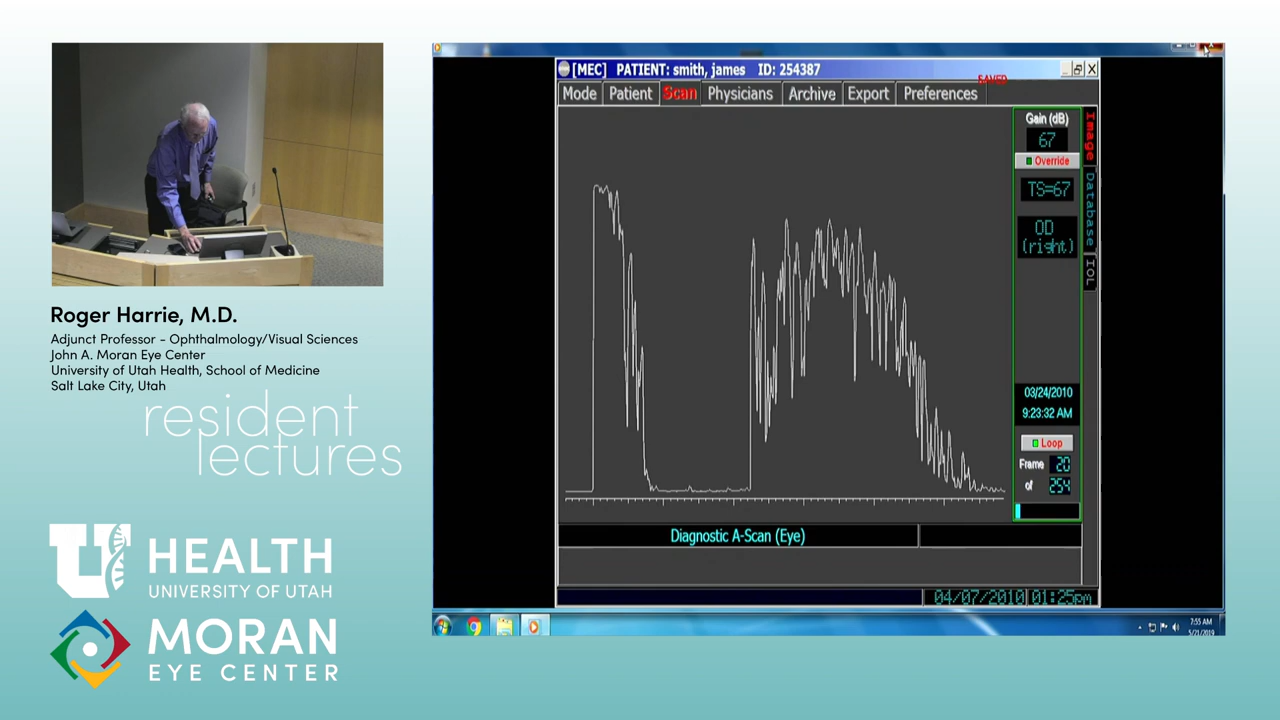 Roger Harrie, M.D.
Adjunct Professor - Ophthalmology/Visual Sciences
John A. Moran Eye Center
University of Utah Health, School of Medicine
Salt Lake City, Utah
resident
lectures
U
HEALTH
UNIVERSITY OF UTAH
MORAN
EYE CENTER
[MEC] PATIENT: smith, james ID: 254387
SAVED
Mode Patient Scan Physicians Archive Export Preferences
Gain (dB)
67
Override
TS=67
OD
(right)
03/24/2010
9:23:32 AM
Loop
Frame 20
of 254
Image
Database
IOL
Diagnostic A-Scan (Eye)
04/07/2010 01:25pm
7:55 AM
5/21/2019